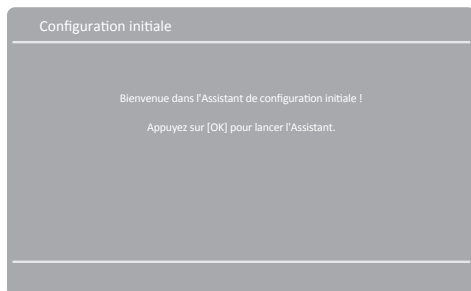 Configuration initiale
Bienvenue dans l'Assistant de configuration initiale !
Appuyez sur [OK] pour lancer l'Assistant.